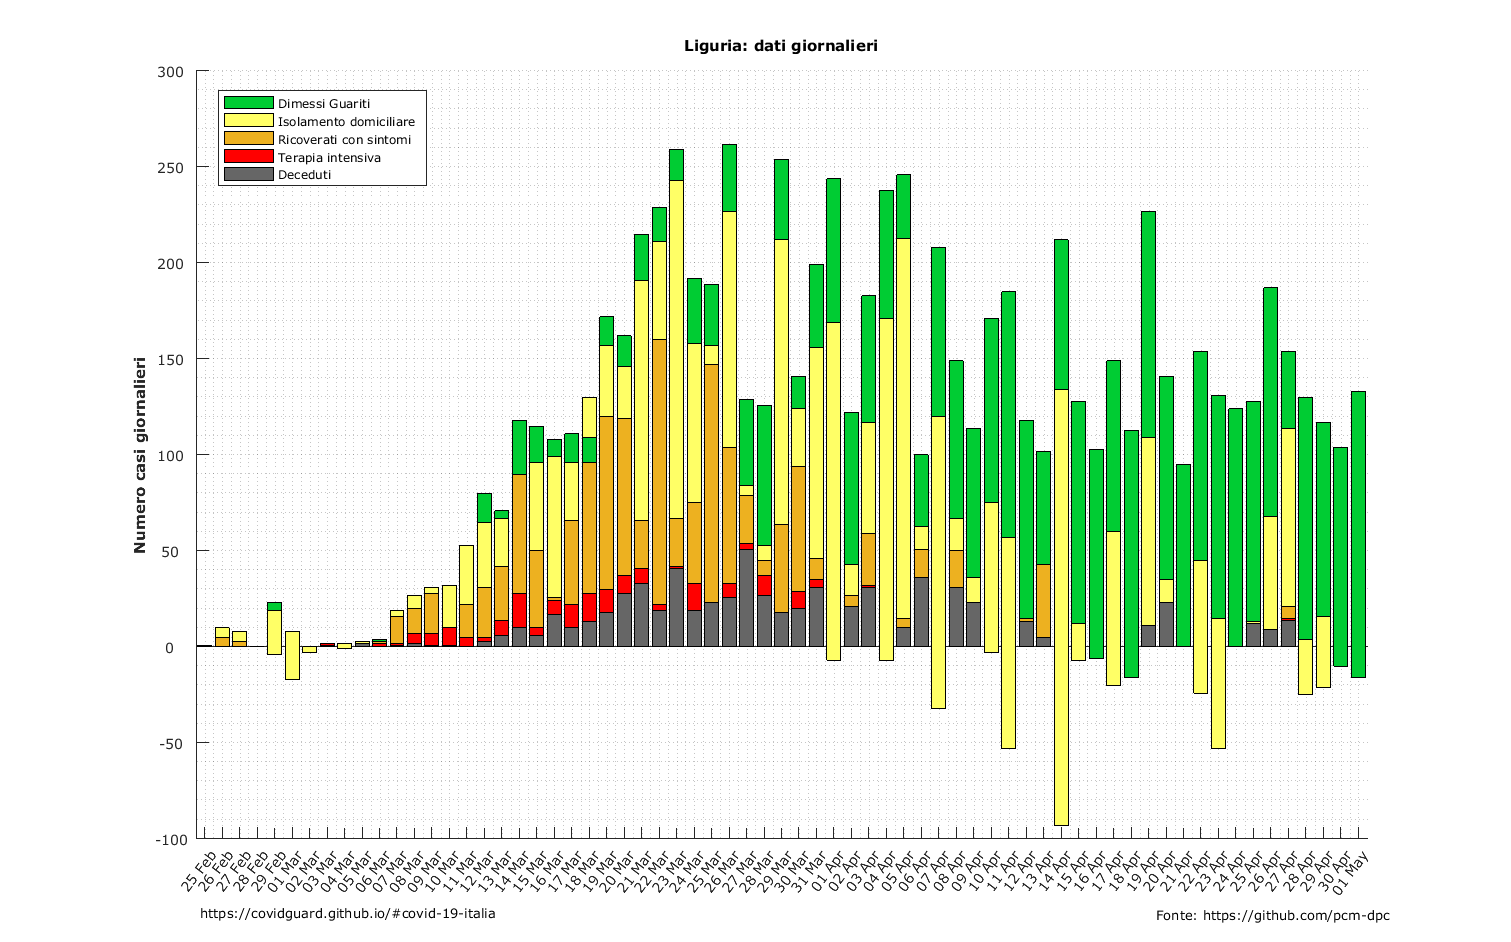 Liguria: dati giornalieri
Dimessi Guariti
Isolamento domiciliare
Ricoverati con sintomi
Terapia intensiva
Deceduti
Numero casi giornalieri
300
250
200
150
100
50
0
-50
-100
25 Feb
26 Feb
27 Feb
28 Feb
29 Feb
01 Mar
02 Mar
03 Mar
04 Mar
05 Mar
06 Mar
07 Mar
08 Mar
09 Mar
10 Mar
11 Mar
12 Mar
13 Mar
14 Mar
15 Mar
16 Mar
17 Mar
18 Mar
19 Mar
20 Mar
21 Mar
22 Mar
23 Mar
24 Mar
25 Mar
26 Mar
27 Mar
28 Mar
29 Mar
30 Mar
31 Mar
01 Apr
02 Apr
03 Apr
04 Apr
05 Apr
06 Apr
07 Apr
08 Apr
09 Apr
10 Apr
11 Apr
12 Apr
13 Apr
14 Apr
15 Apr
16 Apr
17 Apr
18 Apr
19 Apr
20 Apr
21 Apr
22 Apr
23 Apr
24 Apr
25 Apr
26 Apr
27 Apr
28 Apr
29 Apr
30 Apr
01 May
https://covidguard.github.io/#covid-19-italia
Fonte: https://github.com/pcm-dpc